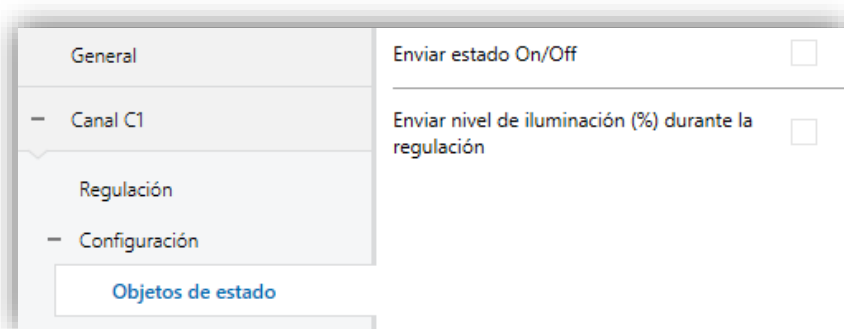 General
Canal C1
Regulación
Configuración
Objetos de estado
Enviar estado On/Off
Enviar nivel de iluminación (%) durante la
regulación